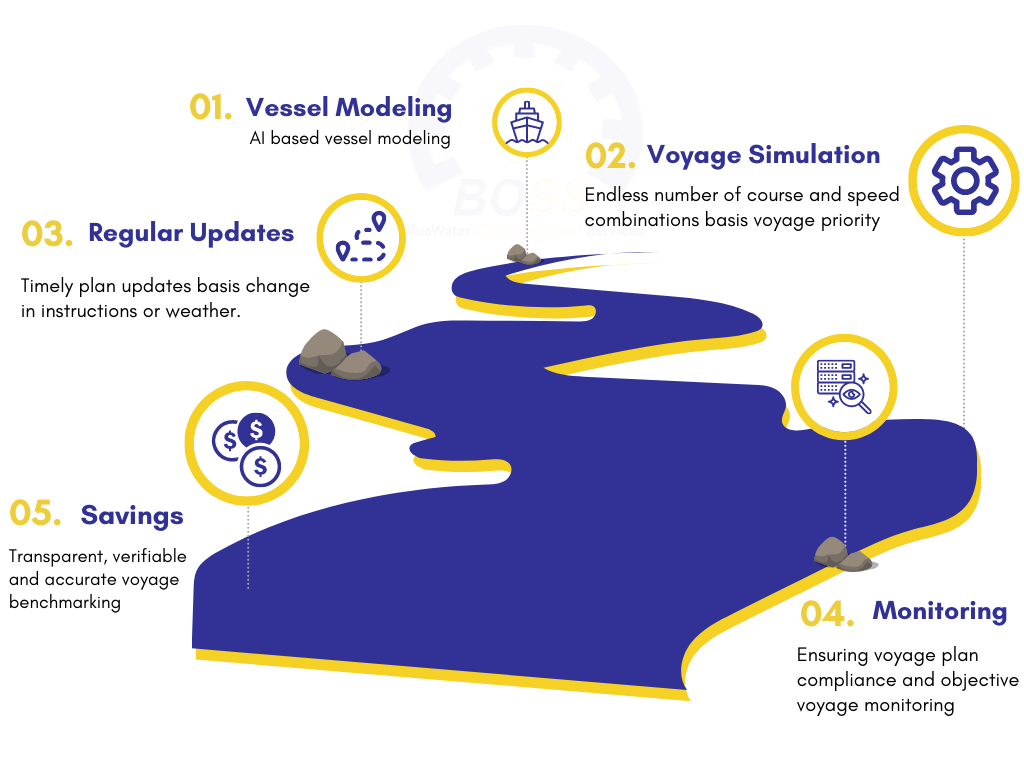 01. Vessel Modeling
AI based vessel modeling
02. Voyage Simulation
Endless number of course and speed
combinations basis voyage priority
BOSS
BlueWater
03. Regular Updates
Timely plan updates basis change
in instructions or weather.
05. Savings
Transparent, verifiable
and accurate voyage
benchmarking
04. Monitoring
Ensuring voyage plan
compliance and objective
voyage monitoring